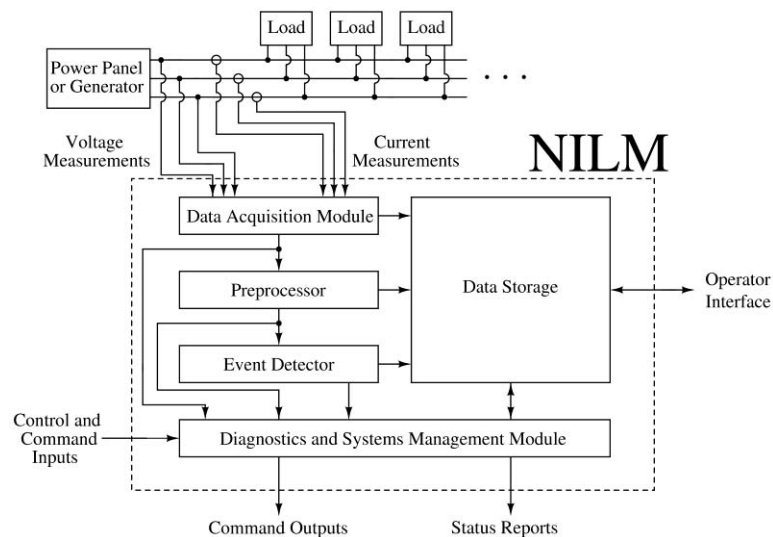 Load
Load
Load
Power Panel
or Generator
. . .
Voltage
Measurements
Current
Measurements
NILM
Data Acquisition Module
Preprocessor
Data Storage
Operator
Interface
Event Detector
Control and
Command
Inputs
Diagnostics and Systems Management Module
Command Outputs
Status Reports